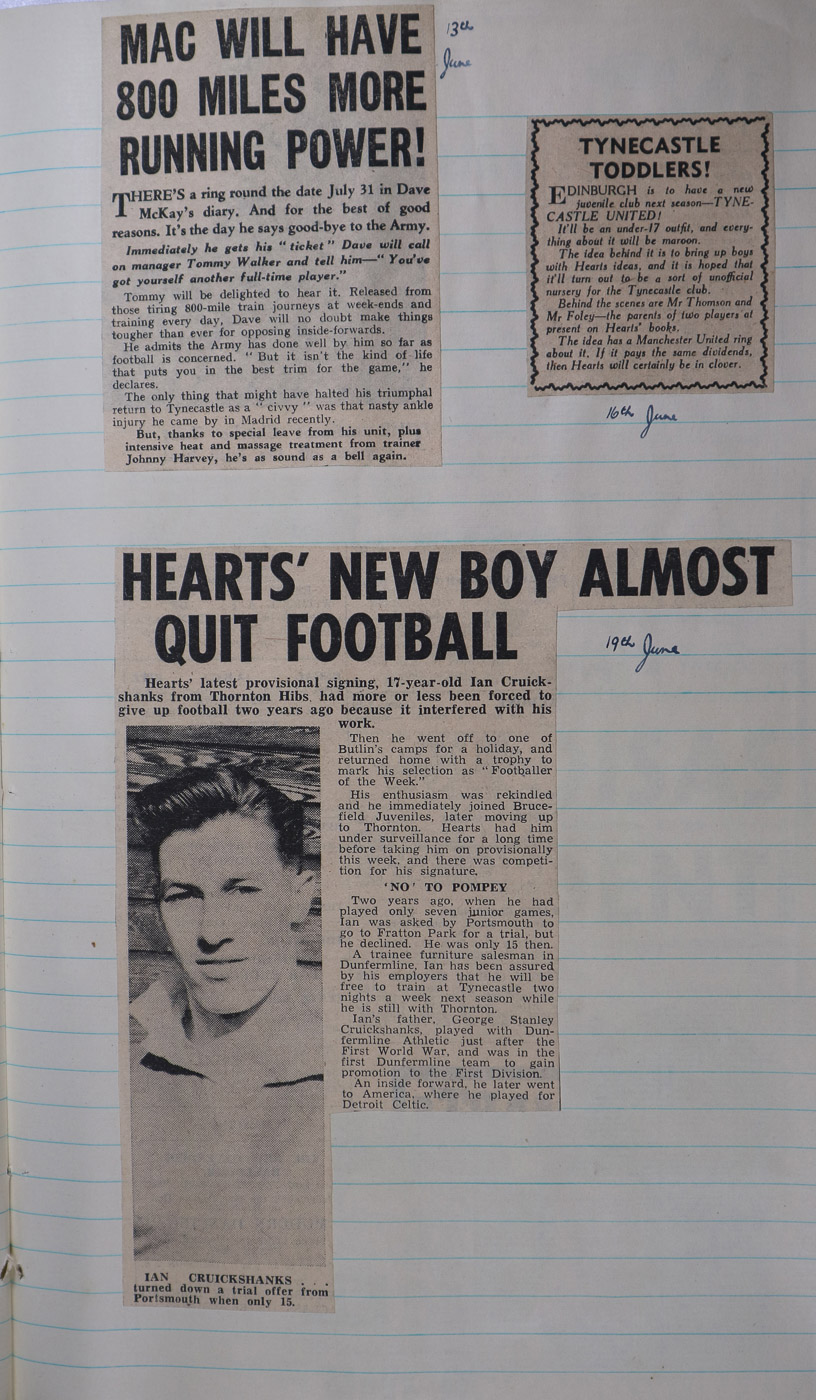 MAC WILL HAVE
800 MILES MORE
RUNNING POWER!
13th
June
THERE'S a ring round the date July 31 in Dave
McKay's diary. And for the best of good
reasons. It's the day he says good-bye to the Army.
Immediately he gets his "ticket" Dave will call
on manager Tommy Walker and tell him—"You've
got yourself another full-time player."
Tommy will be delighted to hear it. Released from
those tiring 800-mile train journeys at week-ends and
training every day, Dave will no doubt make things
tougher than ever for opposing inside-forwards.
He admits the Army has done well by him so far as
football is concerned. "But it isn't the kind of life
that puts you in the best trim for the game," he
declares.
The only thing that might have halted his triumphal
return to Tynecastle as a "civvy" was that nasty ankle
injury he came by in Madrid recently.
But, thanks to special leave from his unit, plus
intensive heat and massage treatment from trainer
Johnny Harvey, he's as sound as a bell again.
TYNECASTLE
TODDLERS!
EDINBURGH is to have a new
juvenile club next season—TYNE-
CASTLE UNITED!
It'll be an under-17 outfit, and every-
thing about it will be maroon.
The idea behind it is to bring up boys
with Hearts ideas, and it is hoped that
it'll turn out to be a sort of unofficial
nursery for the Tynecastle club.
Behind the scenes are Mr Thomson and
Mr Foley—the parents of two players at
present on Hearts' books.
The idea has a Manchester United ring
about it. If it pays the same dividends,
then Hearts will certainly be in clover.
16th June
HEARTS' NEW BOY ALMOST
QUIT FOOTBALL
19th June
Hearts' latest provisional signing, 17-year-old Ian Cruick-
shanks from Thornton Hibs, had more or less been forced to
give up football two years ago because it interfered with his
work.
Then he went off to one of
Butlin's camps for a holiday, and
returned home with a trophy to
mark his selection as "Footballer
of the Week."
His enthusiasm was rekindled
and he immediately joined Bruce-
field Juveniles, later moving up
to Thornton. Hearts had him
under surveillance for a long time
before taking him on provisionally
this week, and there was competi-
tion for his signature.
'NO' TO POMPEY
Two years ago, when he had
played only seven junior games,
Ian was asked by Portsmouth to
go to Fratton Park for a trial, but
he declined. He was only 15 then.
A trainee furniture salesman in
Dunfermline, Ian has been assured
by his employers that he will be
free to train at Tynecastle two
nights a week next season while
he is still with Thornton.
Ian's father, George Stanley
Cruickshanks, played with Dun-
fermline Athletic just after the
First World War, and was in the
first Dunfermline team to gain
promotion to the First Division.
An inside forward, he later went
to America, where he played for
Detroit Celtic.
IAN CRUICKSHANKS . . .
turned down a trial offer from
Portsmouth when only 15.